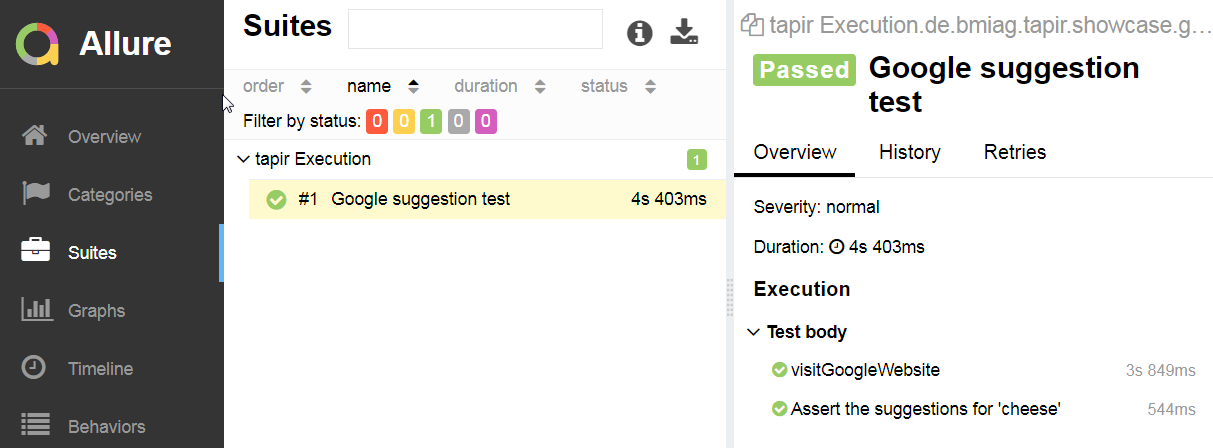 Allure
Overview
Categories
Suites
Graphs
Timeline
Behaviors
Suites
order name duration status
Filter by status: 0 0 1 0 0
tapir Execution 1
#1 Google suggestion test 4s 403ms
tapir Execution.de.bmiag.tapir.showcase.g...
Passed Google suggestion
test
Overview History Retries
Severity: normal
Duration: 4s 403ms
Execution
Test body
visitGoogleWebsite 3s 849ms
Assert the suggestions for 'cheese' 544ms